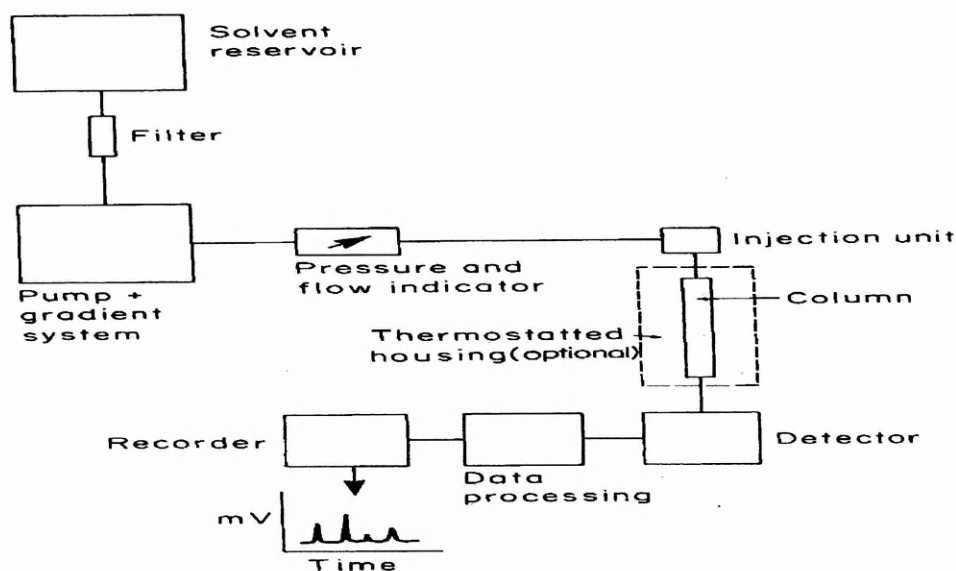 Solvent
reservoir
Filter
Pump +
gradient
system
Pressure and
flow indicator
Injection unit
Column
Thermostatted
housing(optional)
Detector
Data
processing
Recorder
mV
Time